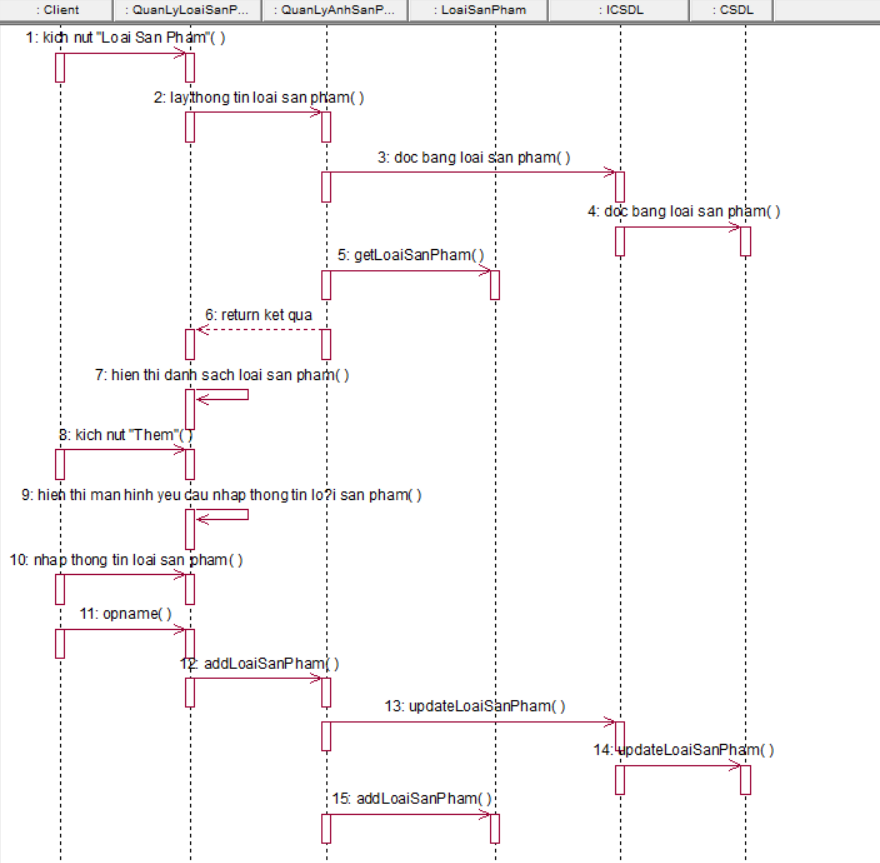 : Client
: QuanLyLoaiSanP...
: QuanLyAnhSanP...
: LoaiSanPham
: ICSDL
: CSDL
1: kich nut "Loai San Pham"( )
2: lay thong tin loai san pham( )
3: doc bang loai san pham( )
4: doc bang loai san pham( )
5: getLoaiSanPham( )
6: return ket qua
7: hien thi danh sach loai san pham( )
8: kich nut "Them"( )
9: hien thi man hinh yeu cau nhap thong tin lo?i san pham( )
10: nhap thong tin loai san pham( )
11: opname( )
12: addLoaiSanPham( )
13: updateLoaiSanPham( )
14: updateLoaiSanPham( )
15: addLoaiSanPham( )